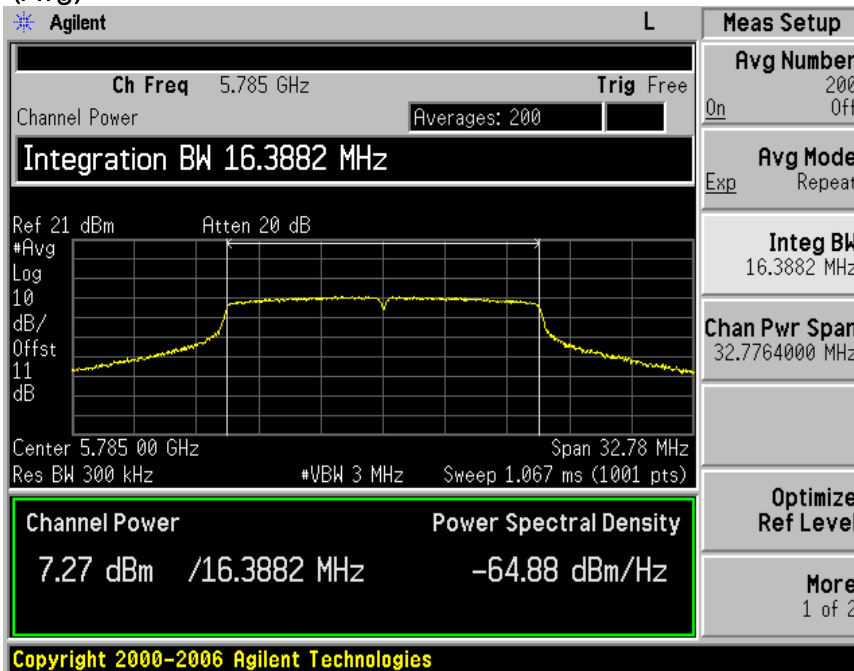 Agilent
L
Meas Setup
Ch Freq 5.785 GHz
Trig Free
Channel Power
Averages: 200
Integration BW 16.3882 MHz
Ref 21 dBm
Atten 20 dB
#Avg
Log
10
dB/
Offst
11
dB
Center 5.785 00 GHz
Span 32.78 MHz
Res BW 300 kHz
#VBW 3 MHz
Sweep 1.067 ms (1001 pts)
Channel Power
Power Spectral Density
7.27 dBm /16.3882 MHz
-64.88 dBm/Hz
Copyright 2000-2006 Agilent Technologies
Avg Number
200
On Off
Avg Mode
Exp Repeat
Integ BW
16.3882 MHz
Chan Pwr Span
32.7764000 MHz
Optimize
Ref Level
More
1 of 2